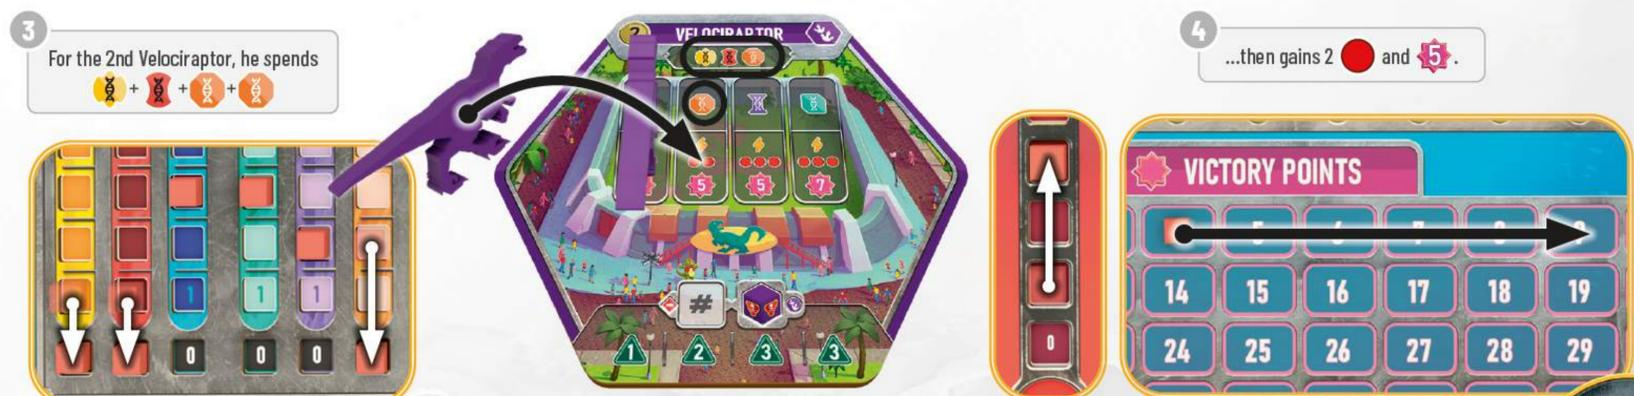 3
For the 2nd Velociraptor, he spends
+ + +
1 1 1
0 0 0
2
VELOCIRAPTOR
5 5 7
#
1 2 3 3
4
...then gains 2 and 5.
0
VICTORY POINTS
14 15 16 17 18 19
24 25 26 27 28 29